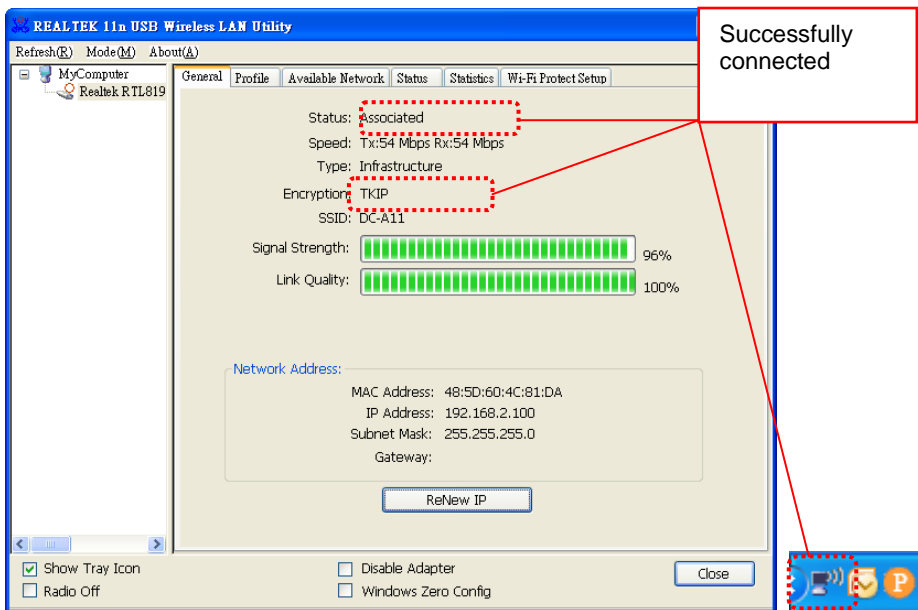 REALTEK 11n USB Wireless LAN Utility
Successfully
connected
Refresh(R) Mode(M) About(A)
MyComputer
Realtek RTL819
General Profile Available Network Status Statistics Wi-Fi Protect Setup
Status: Associated
Speed: Tx:54 Mbps Rx:54 Mbps
Type: Infrastructure
Encryption: TKIP
SSID: DC-A11
Signal Strength: 96%
Link Quality: 100%
Network Address:
MAC Address: 48:5D:60:4C:81:DA
IP Address: 192.168.2.100
Subnet Mask: 255.255.255.0
Gateway:
ReNew IP
Show Tray Icon
Radio Off
Disable Adapter
Windows Zero Config
Close
P